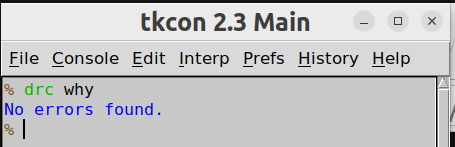 tkcon 2.3 Main
File Console Edit Interp Prefs History Help
% drc why
No errors found.
%